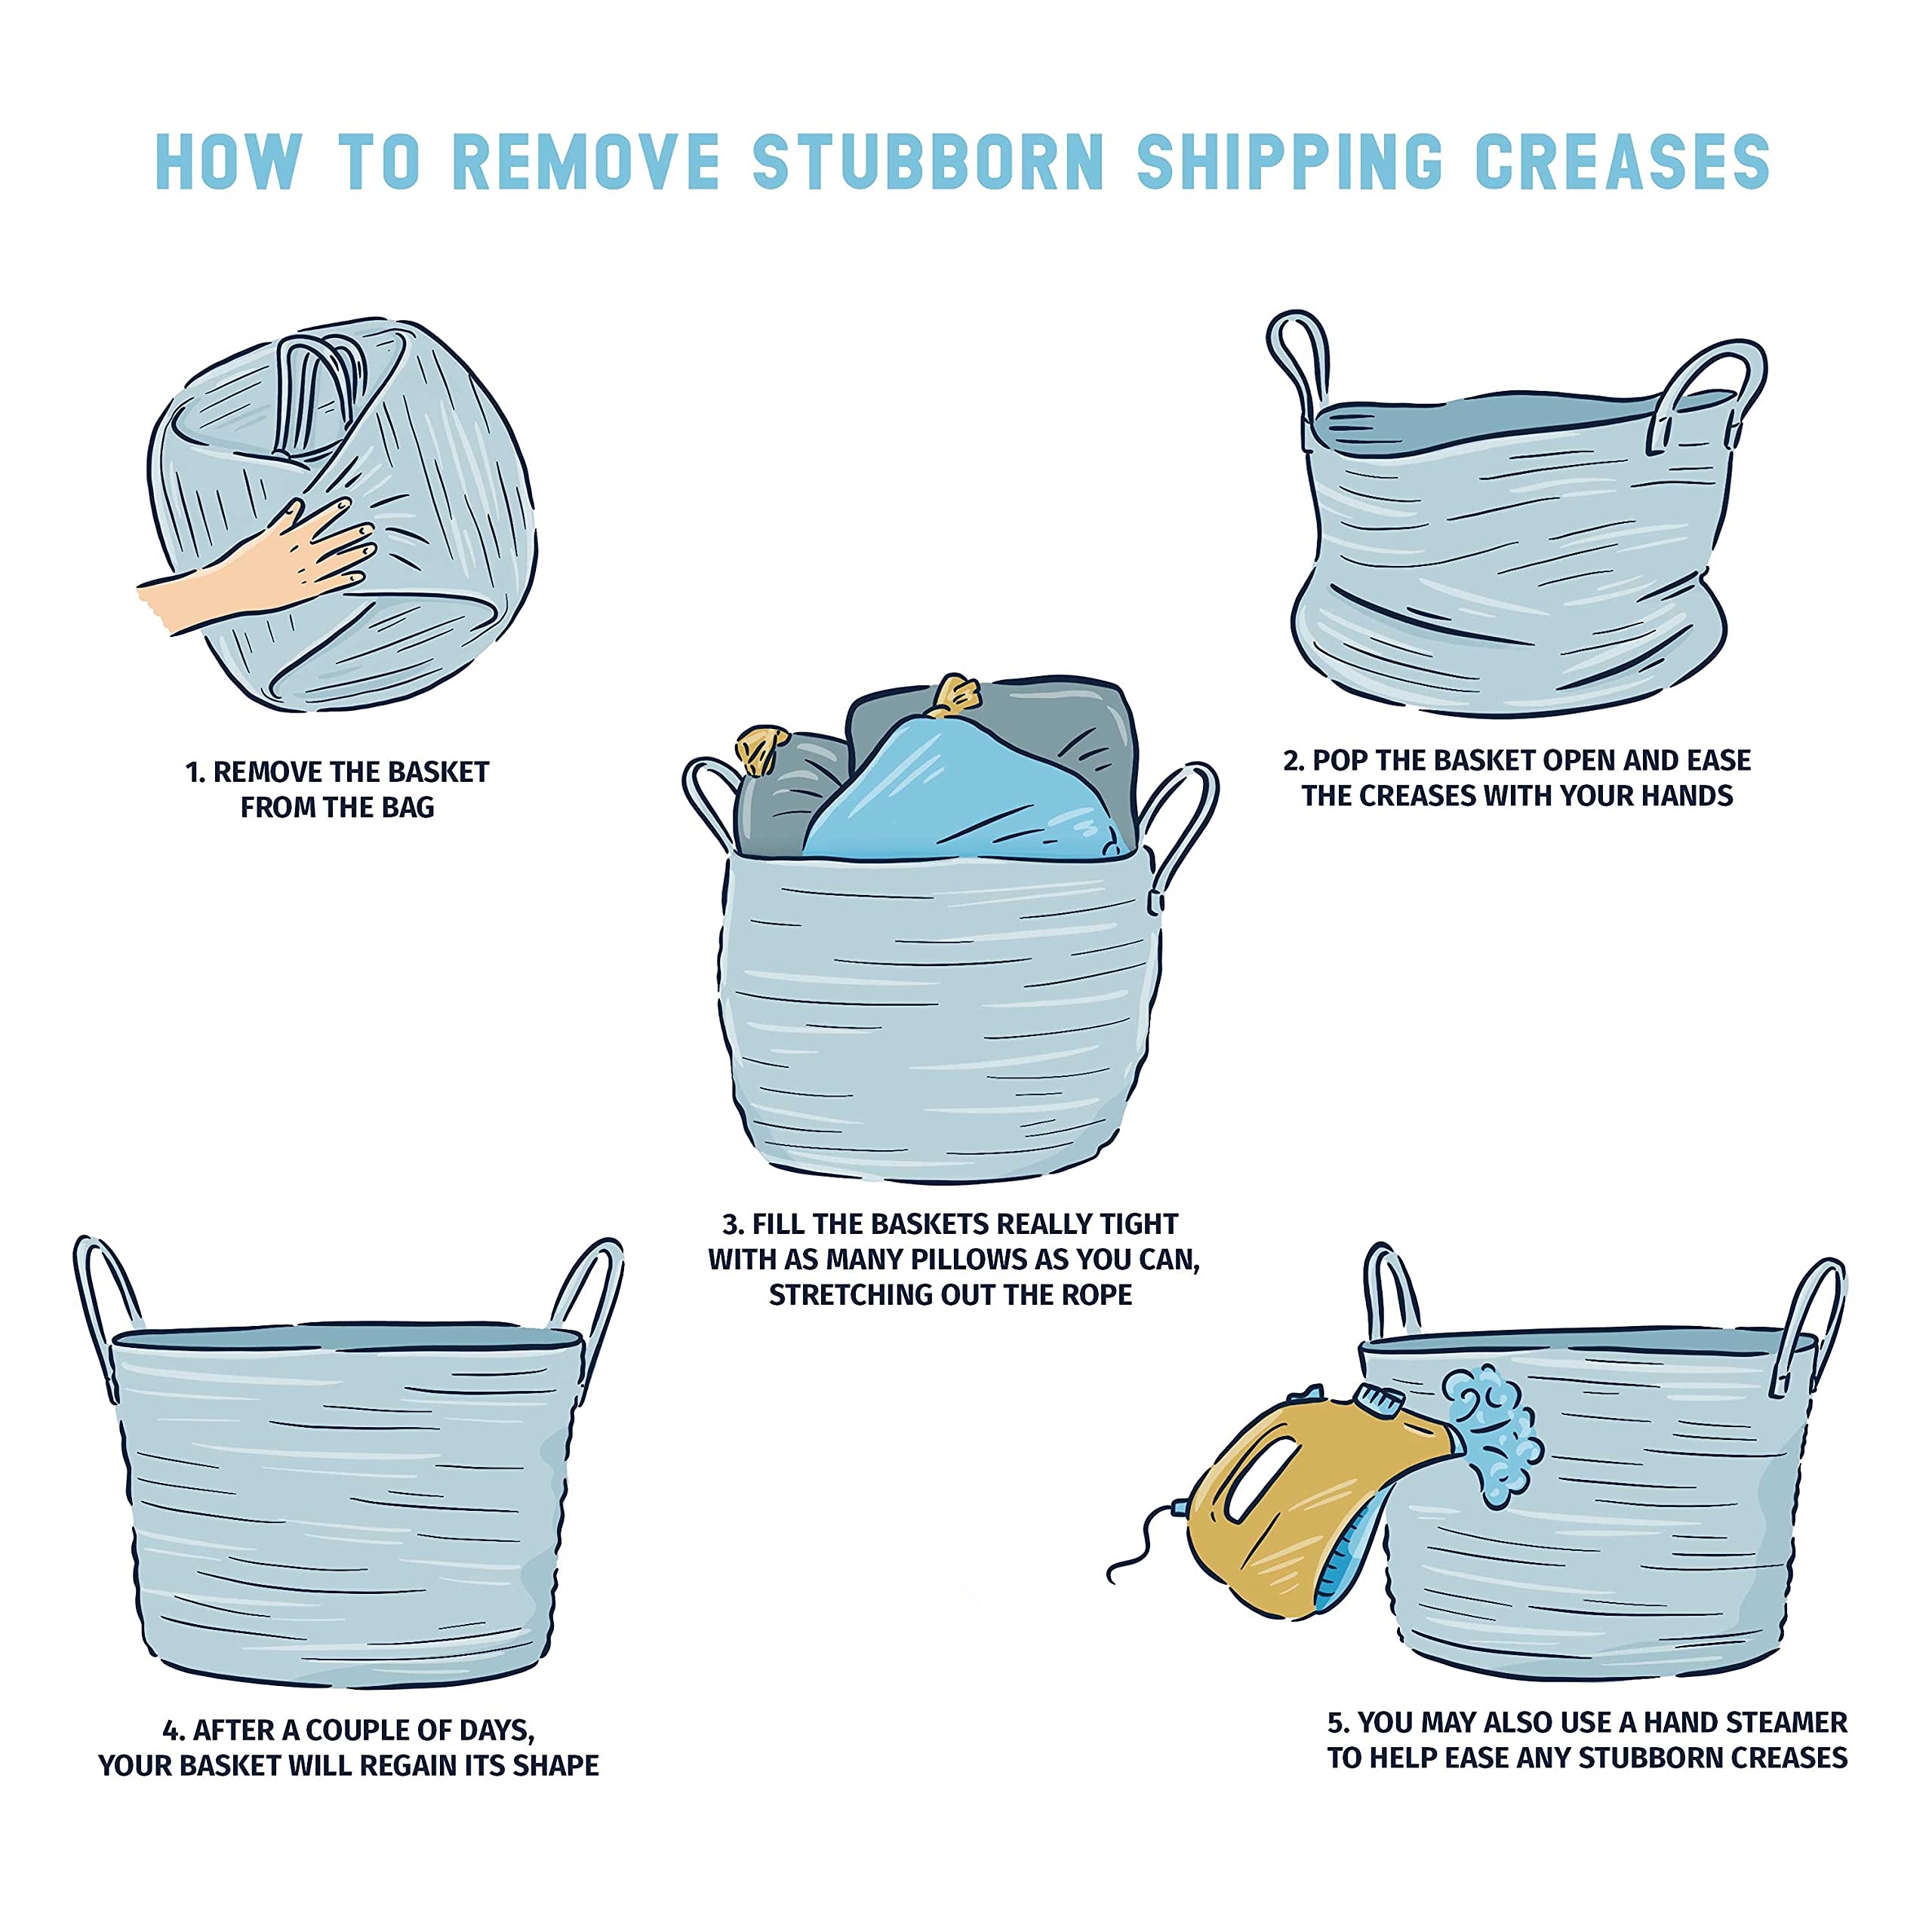 HOW TO REMOVE STUBBORN SHIPPING CREASES
1. REMOVE THE BASKET
FROM THE BAG
2. POP THE BASKET OPEN AND EASE
THE CREASES WITH YOUR HANDS
3. FILL THE BASKETS REALLY TIGHT
WITH AS MANY PILLOWS AS YOU CAN,
STRETCHING OUT THE ROPE
4. AFTER A COUPLE OF DAYS,
YOUR BASKET WILL REGAIN ITS SHAPE
5. YOU MAY ALSO USE A HAND STEAMER
TO HELP EASE ANY STUBBORN CREASES